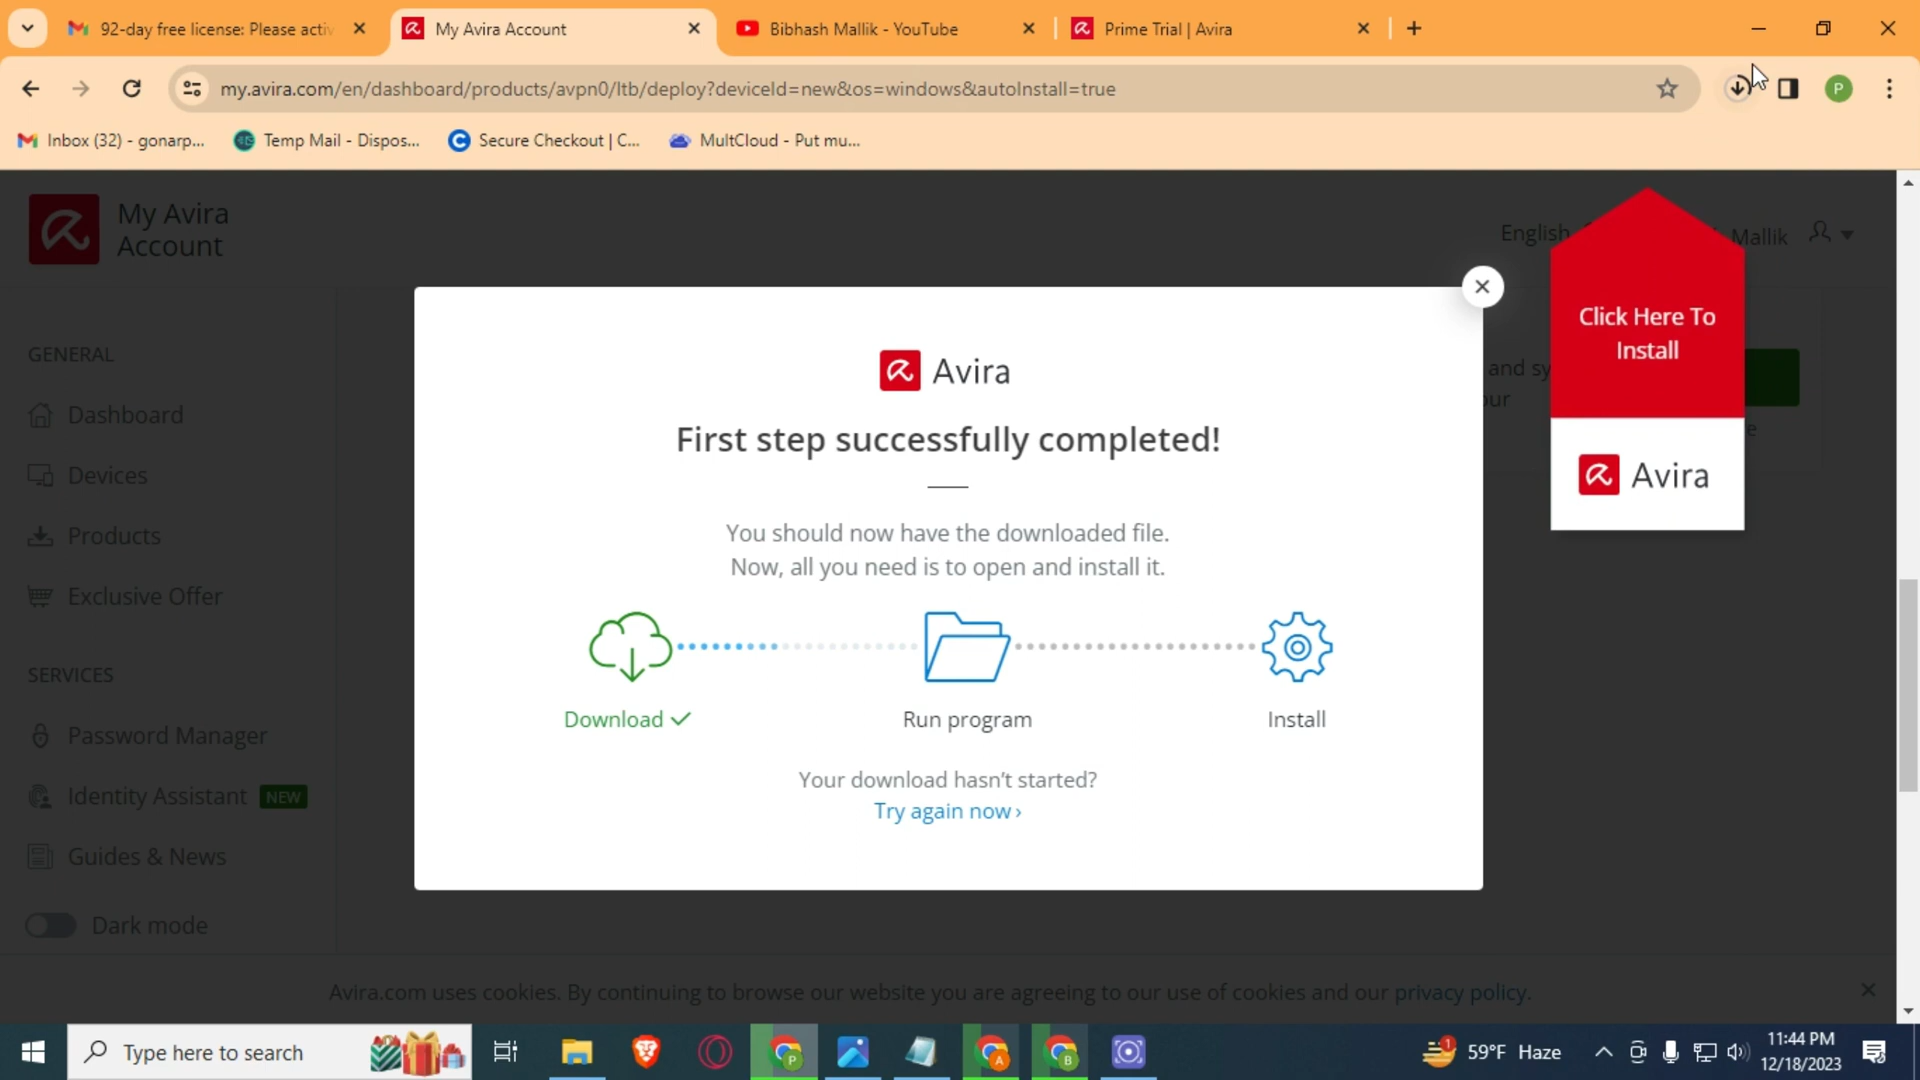 92-day free license: Please activ
My Avira Account
Bibhash Mallik - YouTube
Prime Trial | Avira
my.avira.com/en/dashboard/products/avpn0/ltb/deploy?deviceId=new&os=windows&autoInstall=true
P
Inbox (32) - gonarp...
Temp Mail - Dispos...
Secure Checkout | C...
MultCloud - Put mu...
My Avira
Account
English
Mallik
Click Here To
Install
Avira
and sy
our
e
GENERAL
Dashboard
Devices
Products
Exclusive Offer
SERVICES
Password Manager
Identity Assistant NEW
Guides & News
Dark mode
Avira
First step successfully completed!
You should now have the downloaded file.
Now, all you need is to open and install it.
Download
Run program
Install
Your download hasn't started?
Try again now ›
Avira.com uses cookies. By continuing to browse our website you are agreeing to our use of cookies and our privacy policy.
Type here to search
P
A
B
1
59°F Haze
11:44 PM
12/18/2023